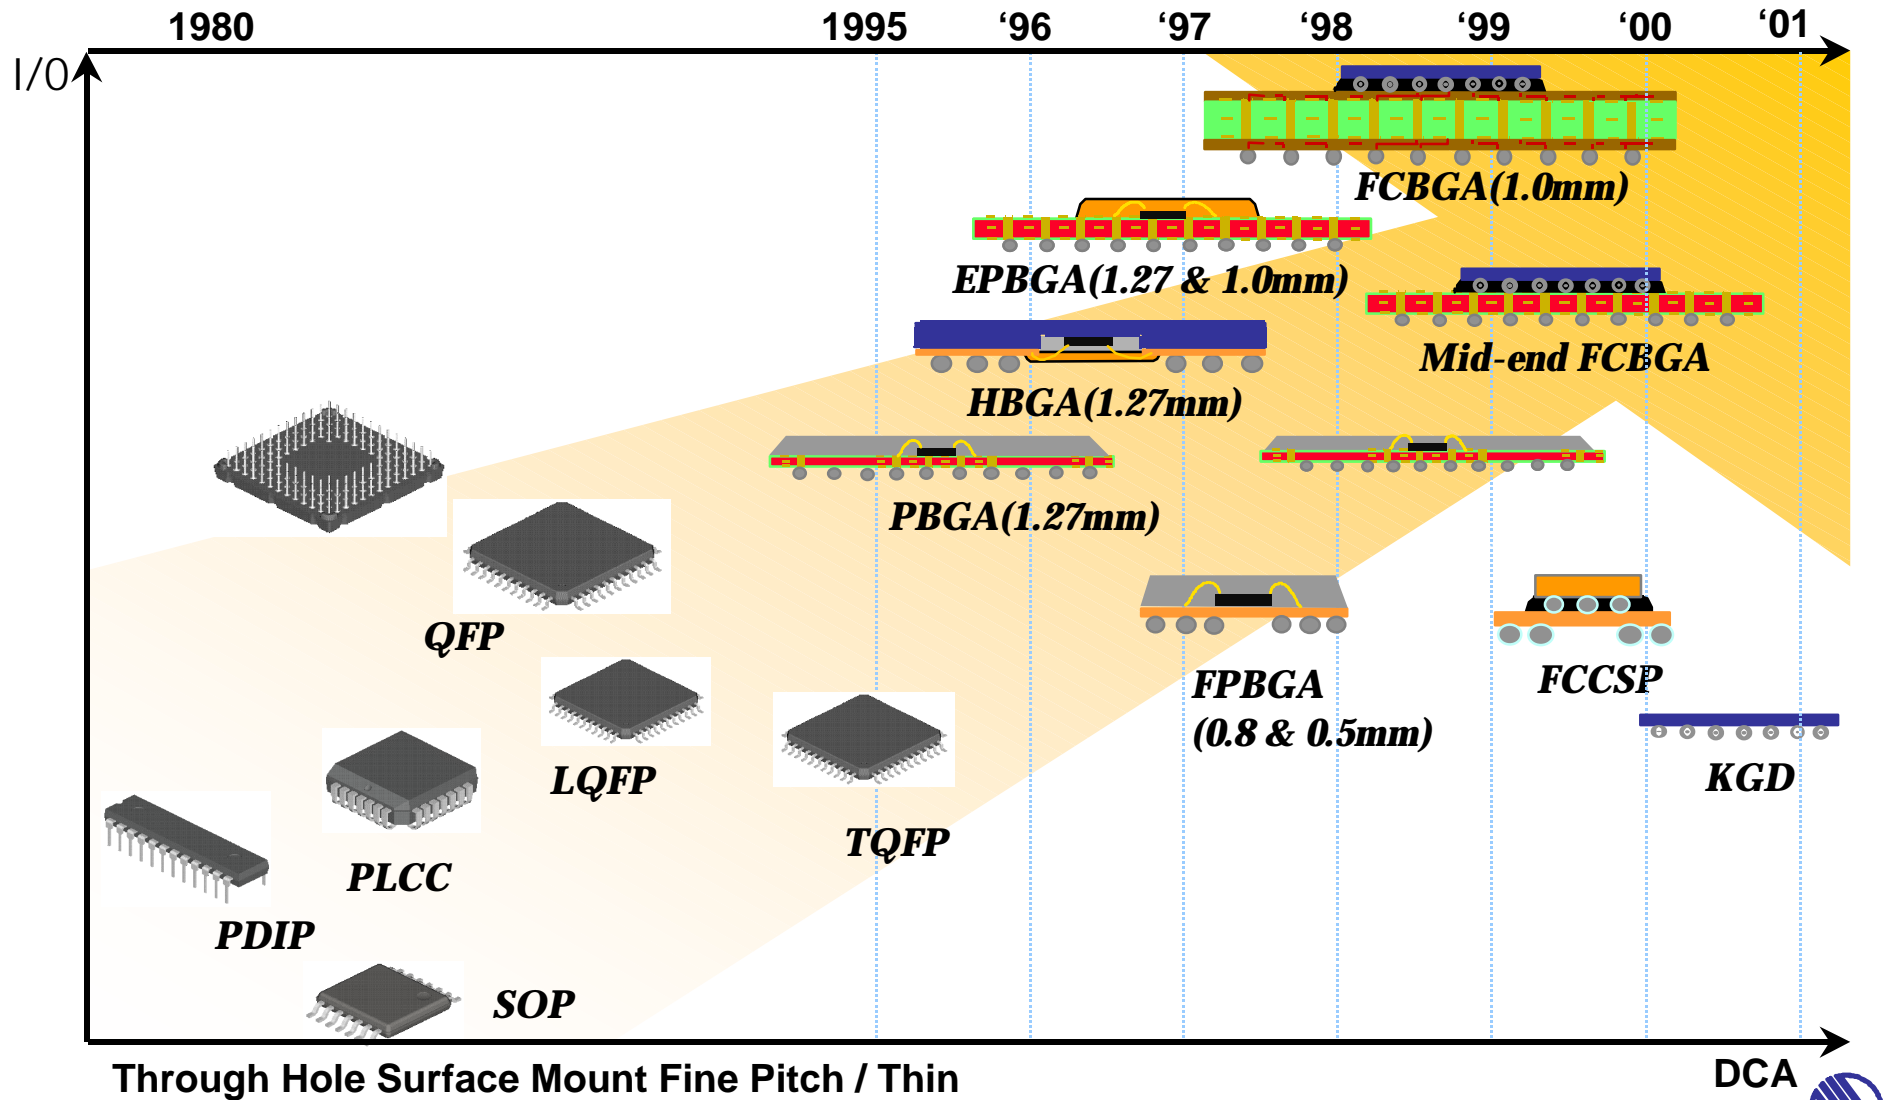 1980 1995 ‘96 ‘97 ‘98 ‘99 ‘00 ‘01
I/O
FCBGA(1.0mm)
EPBGA(1.27 & 1.0mm)
Mid-end FCBGA
HBGA(1.27mm)
PBGA(1.27mm)
QFP
FPBGA
(0.8 & 0.5mm)
FCCSP
LQFP
KGD
TQFP
PLCC
PDIP
SOP
Through Hole Surface Mount Fine Pitch / Thin
DCA